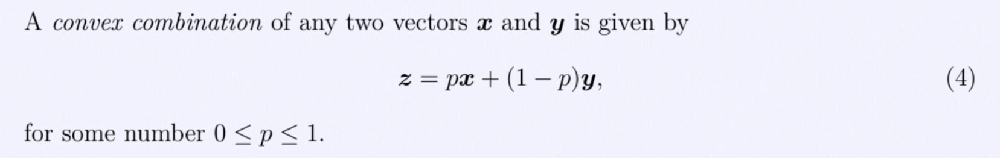 A convex combination of any two vectors x and y is given by
z = px + (1 − p)y, (4)
for some number 0 ≤ p ≤ 1.